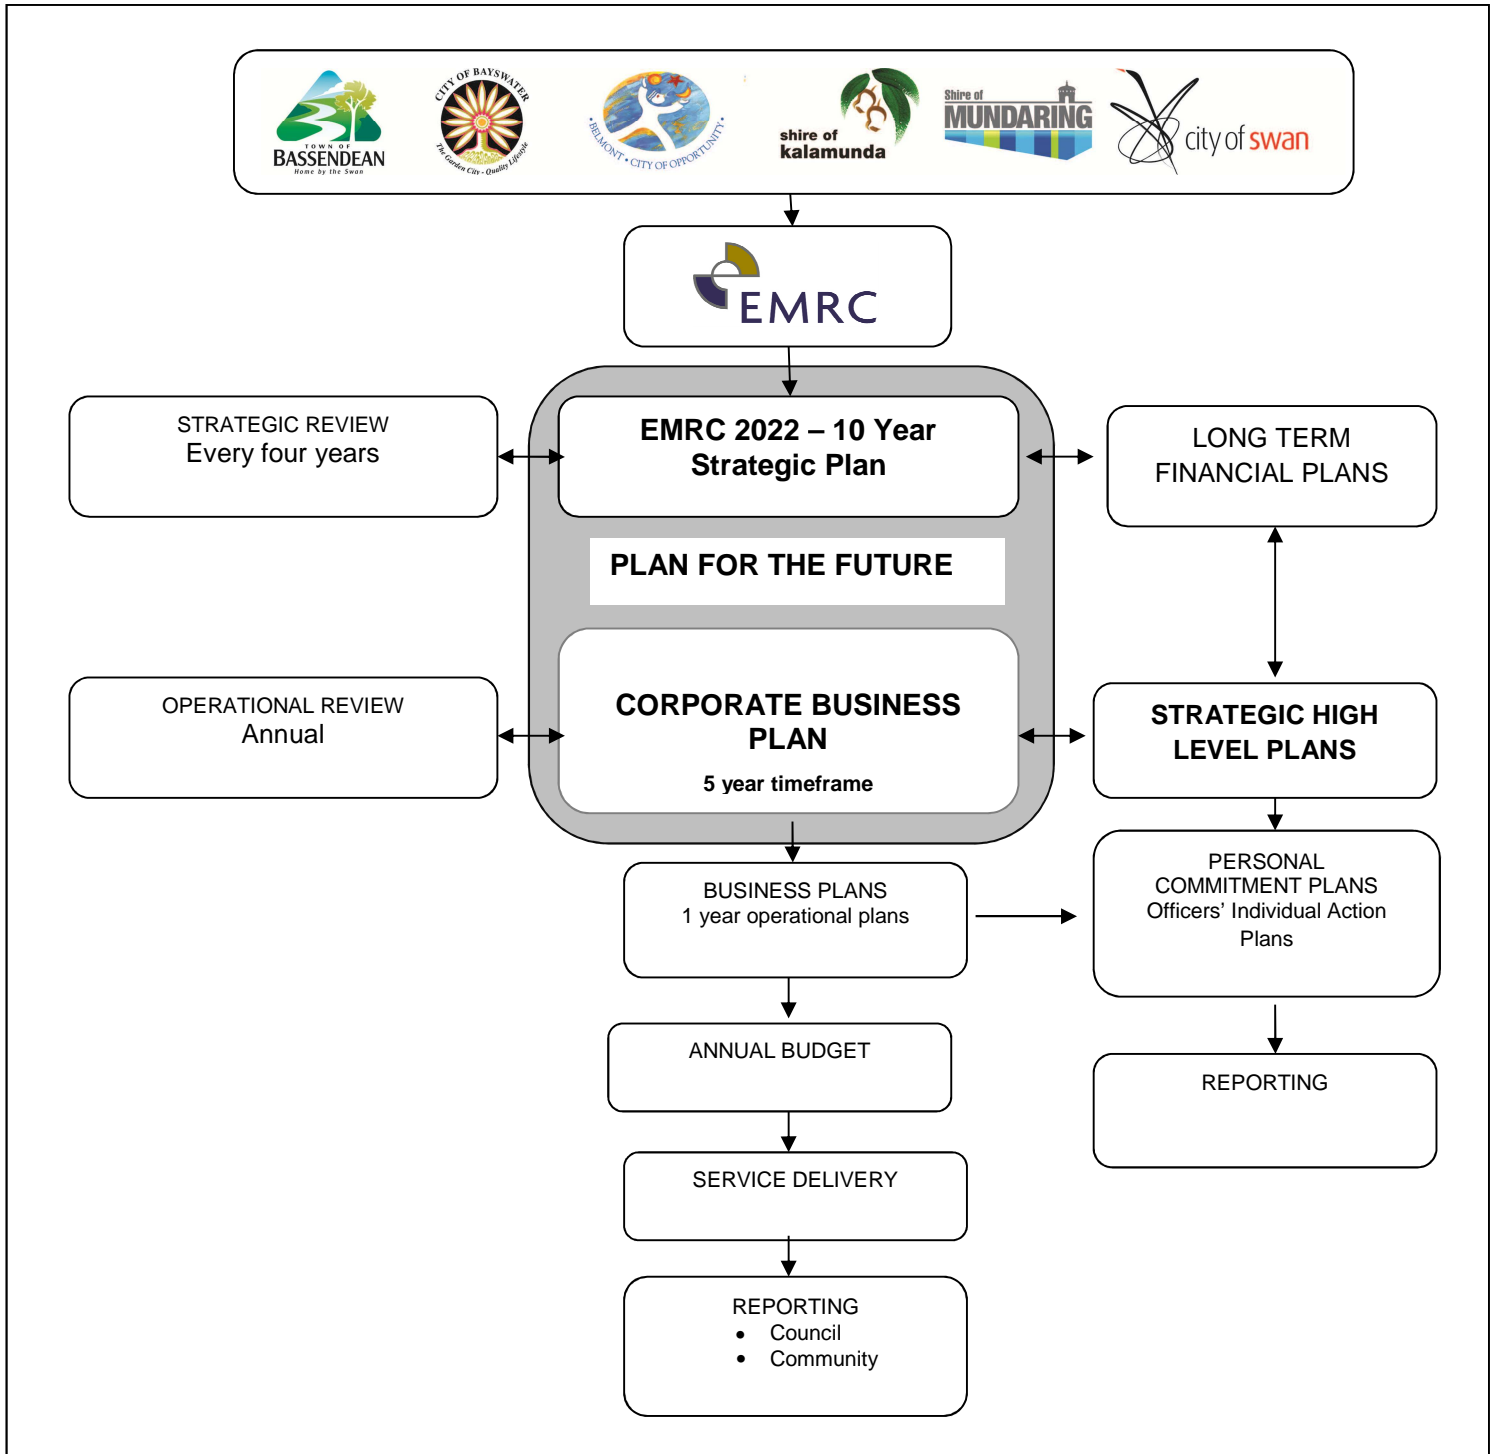 TOWN OF
BASSENDEAN
Home by the Swan
CITY OF BAYSWATER
The Garden City - Quality Lifestyle
• BELMONT • CITY OF OPPORTUNITY •
shire of
kalamunda
Shire of
MUNDARING
city of swan
EMRC
STRATEGIC REVIEW
Every four years
EMRC 2022 – 10 Year
Strategic Plan
LONG TERM
FINANCIAL PLANS
PLAN FOR THE FUTURE
OPERATIONAL REVIEW
Annual
CORPORATE BUSINESS
PLAN
5 year timeframe
STRATEGIC HIGH
LEVEL PLANS
BUSINESS PLANS
1 year operational plans
PERSONAL
COMMITMENT PLANS
Officers’ Individual Action
Plans
ANNUAL BUDGET
REPORTING
SERVICE DELIVERY
REPORTING
• Council
• Community